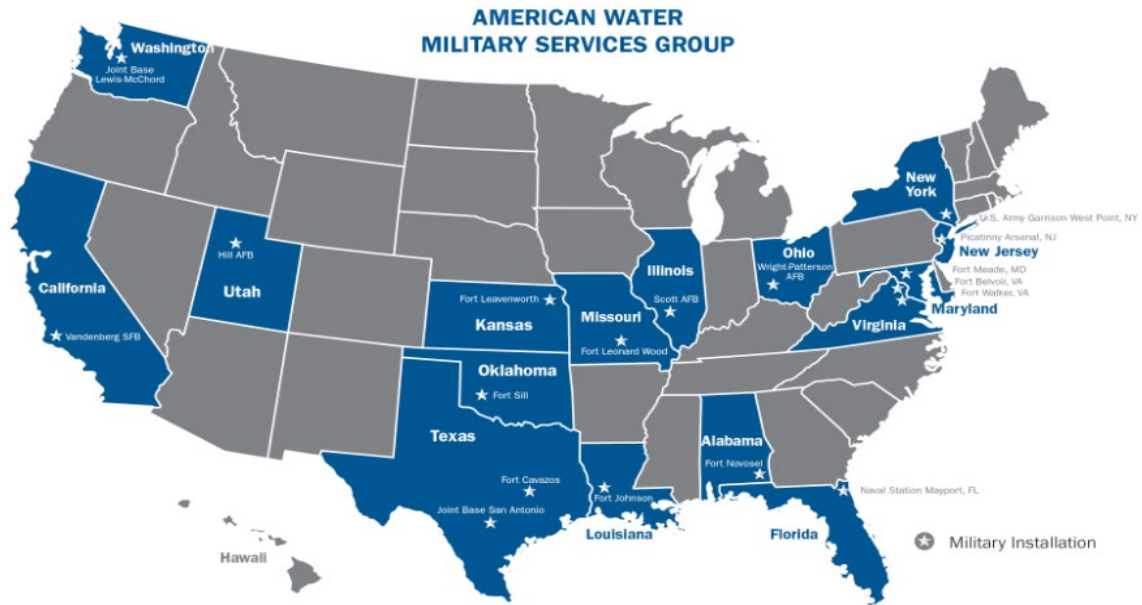 AMERICAN WATER
MILITARY SERVICES GROUP
Washington
Joint Base
Lewis-McChord
New
York
U.S. Army Garrison West Point, NY
Picatinny Arsenal, NJ
New Jersey
Hill AFB
Utah
Ohio
Wright-Patterson
AFB
Fort Meade, MD
Fort Belvoir, VA
Fort Walker, VA
Maryland
Illinois
Scott AFB
California
Vandenberg SFB
Fort Leavenworth
Kansas
Missouri
Fort Leonard Wood
Virginia
Oklahoma
Fort Sill
Texas
Fort Cavazos
Joint Base San Antonio
Alabama
Fort Novosel
Fort Johnson
Louisiana
Naval Station Mayport, FL
Florida
Hawaii
Military Installation